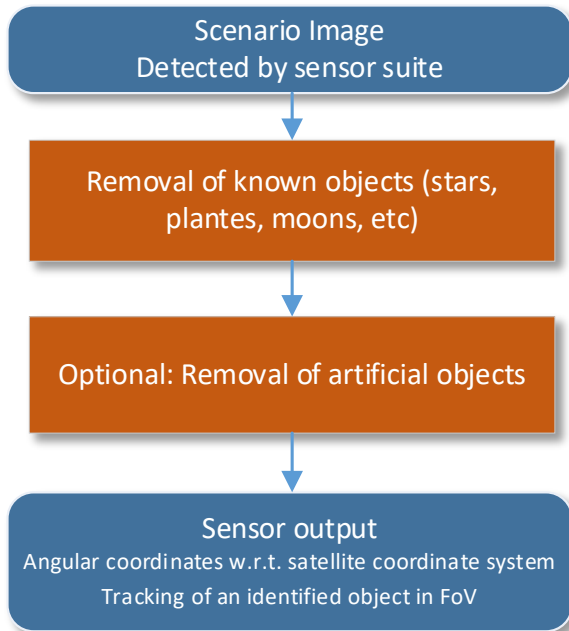 Scenario Image
Detected by sensor suite
Removal of known objects (stars,
plantes, moons, etc)
Optional: Removal of artificial objects
Sensor output
Angular coordinates w.r.t. satellite coordinate system
Tracking of an identified object in FoV